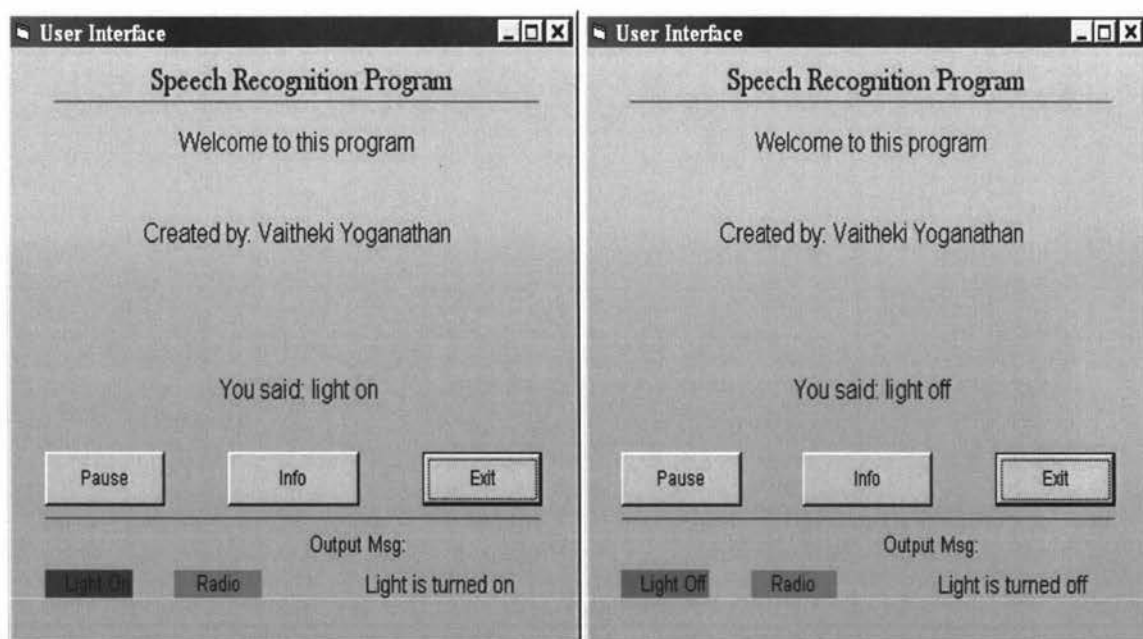 User Interface
Speech Recognition Program
Welcome to this program
Created by: Vaitheki Yoganathan
You said: light on
Pause Info Exit
Output Msg:
Light On Radio Light is turned on
User Interface
Speech Recognition Program
Welcome to this program
Created by: Vaitheki Yoganathan
You said: light off
Pause Info Exit
Output Msg:
Light Off Radio Light is turned off